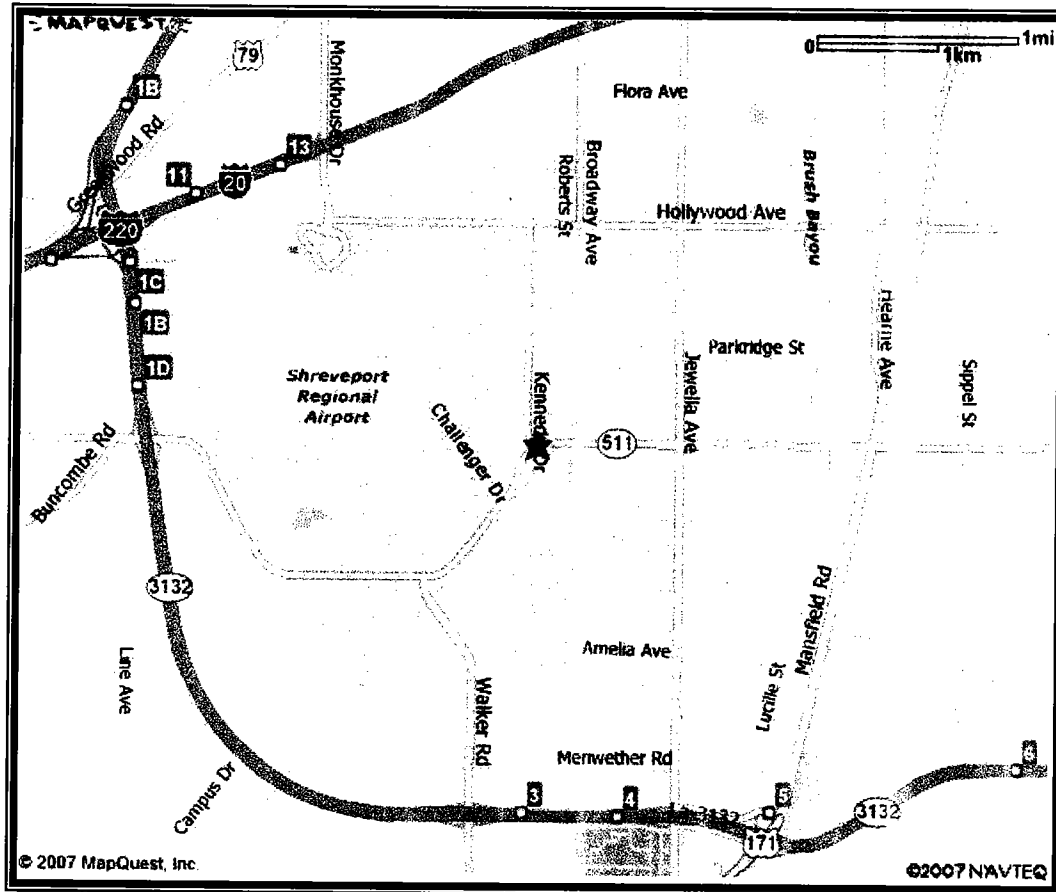 MAPQUEST
0 1mi
1km
79
1B
Monkhouse Dr
Flora Ave
Greenwood Rd
13
11
20
Broadway Ave
Roberts St
Brush Bayou
Hollywood Ave
220
1C
1B
1D
Hearne Ave
Parkridge St
Jewella Ave
Sippel St
Shreveport
Regional
Airport
Kennedy Dr
Challenger Dr
511
Buncombe Rd
3132
Mansfield Rd
Amelia Ave
Line Ave
Lucille St
Walker Rd
Meriwether Rd
Campus Dr
3
4
5
6
3132
171
3132
© 2007 MapQuest, Inc.
©2007 NAVTEQ